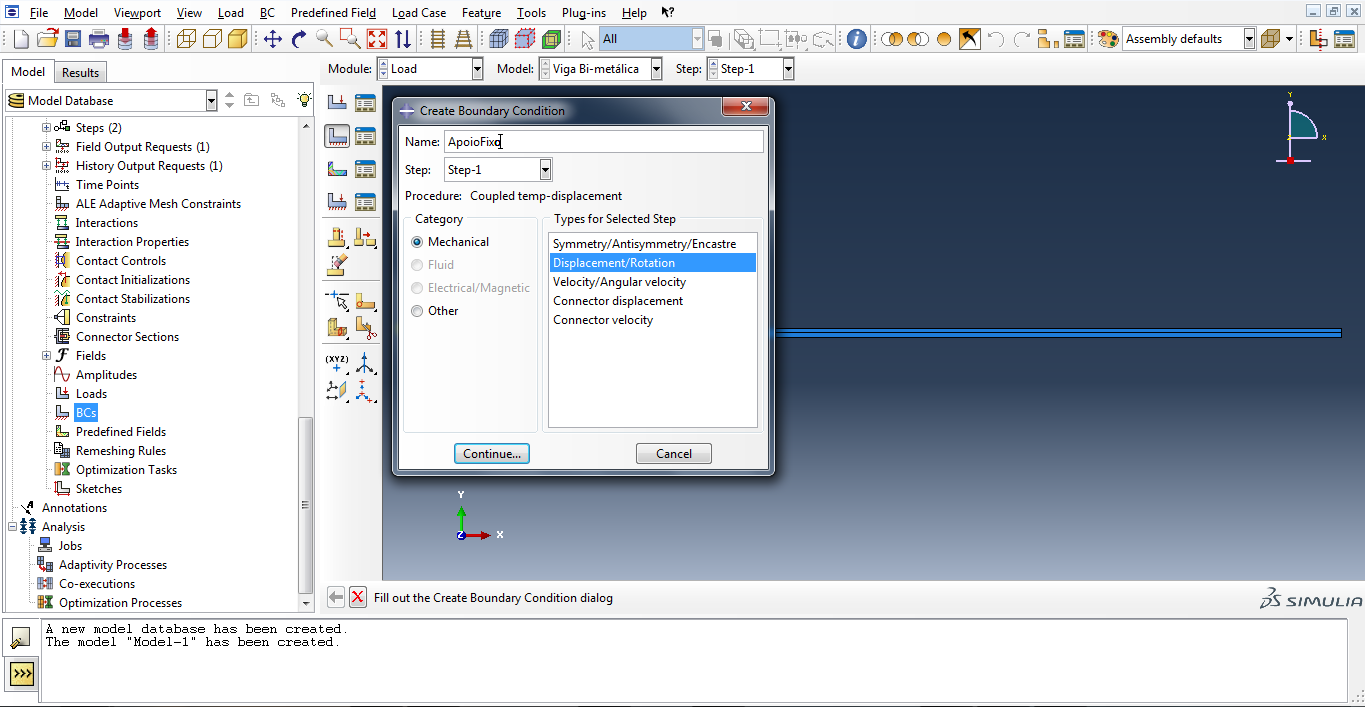 File Model Viewport View Load BC Predefined Field Load Case Feature Tools Plug-ins Help ?
All
Assembly defaults
Model Results
Module: Load Model: Viga Bi-metálica Step: Step-1
Model Database
Steps (2)
Field Output Requests (1)
History Output Requests (1)
Time Points
ALE Adaptive Mesh Constraints
Interactions
Interaction Properties
Contact Controls
Contact Initializations
Contact Stabilizations
Constraints
Connector Sections
Fields
Amplitudes
Loads
BCs
Predefined Fields
Remeshing Rules
Optimization Tasks
Sketches
Annotations
Analysis
Jobs
Adaptivity Processes
Co-executions
Optimization Processes
(XYZ)
Create Boundary Condition
Name: ApoioFixo
Step: Step-1
Procedure: Coupled temp-displacement
Category
Mechanical
Fluid
Electrical/Magnetic
Other
Types for Selected Step
Symmetry/Antisymmetry/Encastre
Displacement/Rotation
Velocity/Angular velocity
Connector displacement
Connector velocity
Continue... Cancel
Y
X
Y
Z X
Fill out the Create Boundary Condition dialog
SIMULIA
A new model database has been created.
The model "Model-1" has been created.
>>>